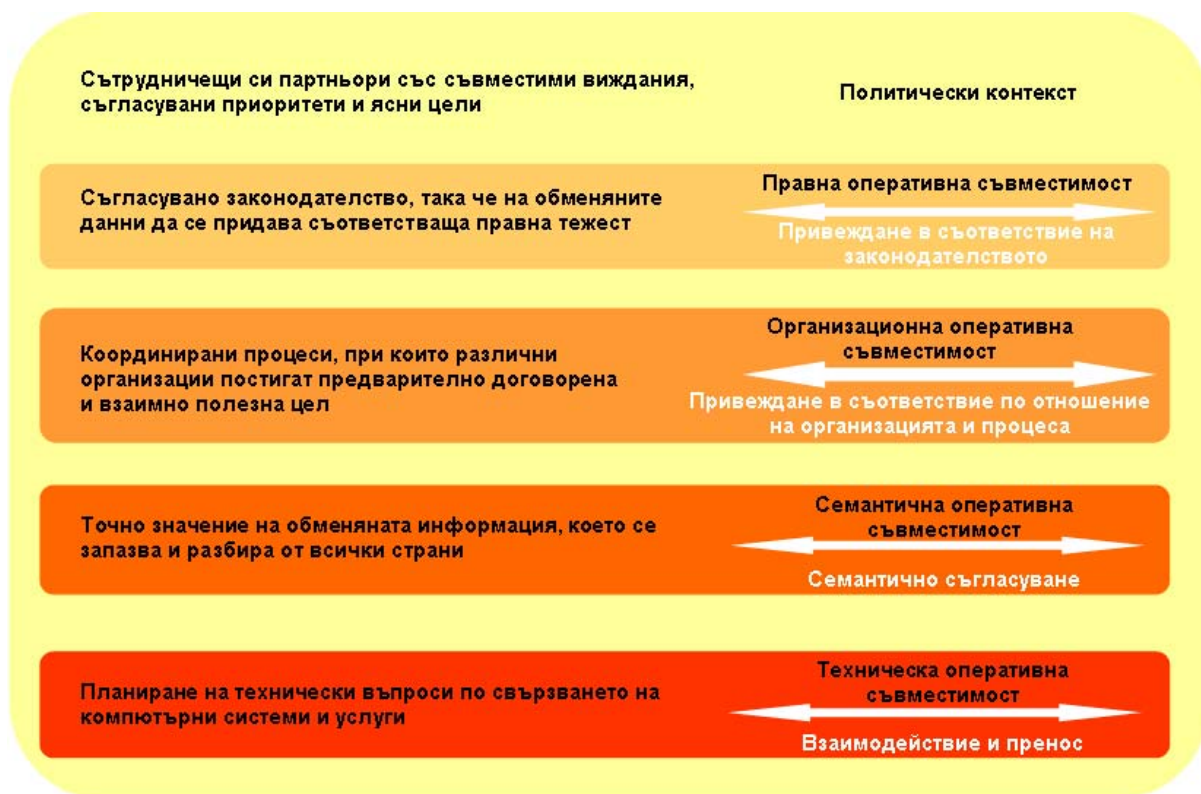 Сътрудничещи си партньори със съвместими виждания,
съгласувани приоритети и ясни цели
Политически контекст
Съгласувано законодателство, така че на обменяните
данни да се придава съответстваща правна тежест
Правна оперативна съвместимост
Привеждане в съответствие на
законодателството
Координирани процеси, при които различни
организации постигат предварително договорена
и взаимно полезна цел
Организационна оперативна
съвместимост
Привеждане в съответствие по отношение
на организацията и процеса
Точно значение на обменяната информация, което се
запазва и разбира от всички страни
Семантична оперативна
съвместимост
Семантично съгласуване
Планиране на технически въпроси по свързването на
компютърни системи и услуги
Техническа оперативна
съвместимост
Взаимодействие и пренос